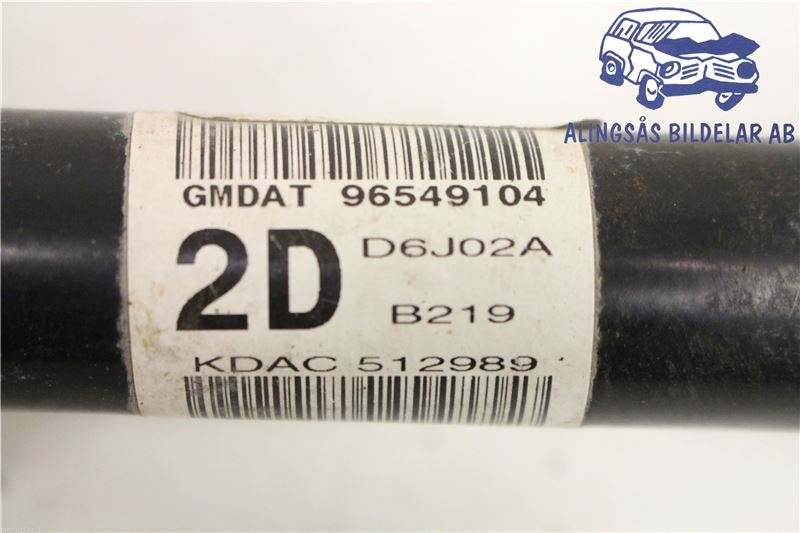 ALINGSÅS BILDELAR AB
GMDAT 96549104
2D
D6J02A
B219
KDAC 512989